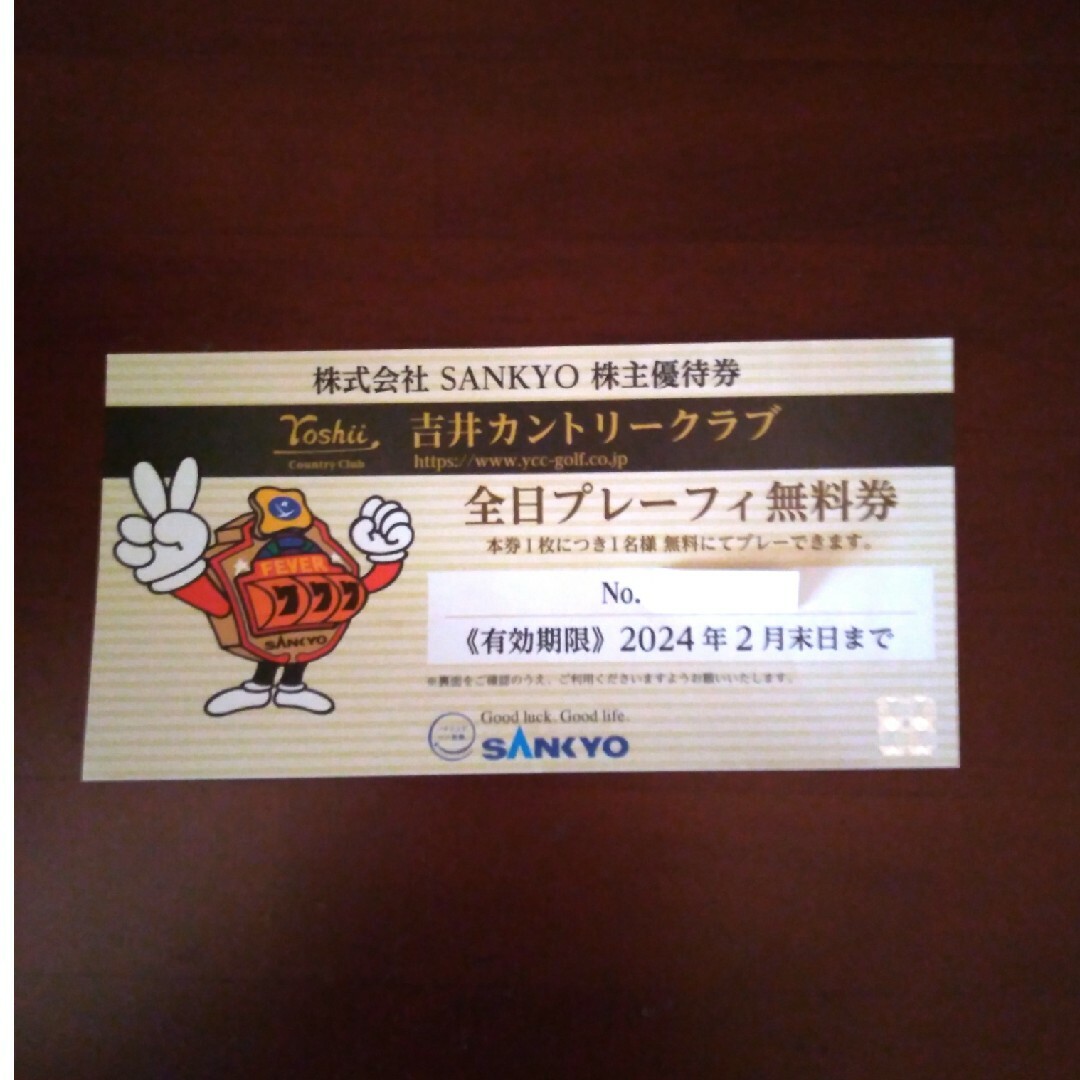 株式会社 SANKYO 株主優待券
Yoshii
Country Club
吉井カントリークラブ
https://www.ycc-golf.co.jp
全日プレーフィ無料券
本券1枚につき1名様 無料にてプレーできます。
FEVER
777
SANKYO
No.
《有効期限》2024年2月末日まで
※裏面をご確認のうえ、ご利用くださいますようお願いいたします。
Good luck. Good life.
SANKYO